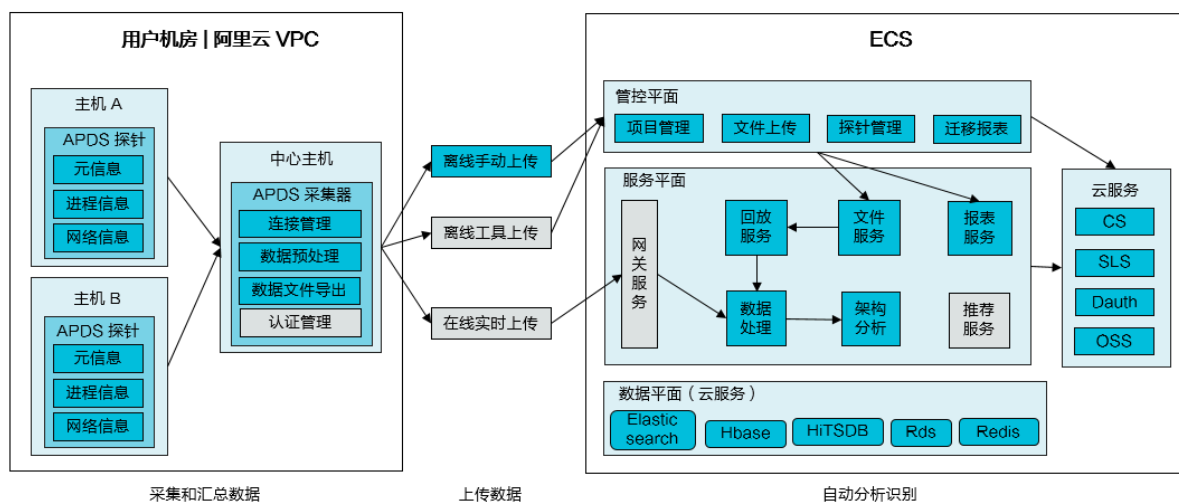 用户机房 | 阿里云 VPC
主机 A
APDS 探针
元信息
进程信息
网络信息
主机 B
APDS 探针
元信息
进程信息
网络信息
中心主机
APDS 采集器
连接管理
数据预处理
数据文件导出
认证管理
离线手动上传
离线工具上传
在线实时上传
ECS
管控平面
项目管理
文件上传
探针管理
迁移报表
服务平面
网
关
服
务
回放
服务
文件
服务
报表
服务
数据
处理
架构
分析
推荐
服务
云服务
CS
SLS
Dauth
OSS
数据平面（云服务）
Elastic
search
Hbase
HiTSDB
Rds
Redis
采集和汇总数据
上传数据
自动分析识别